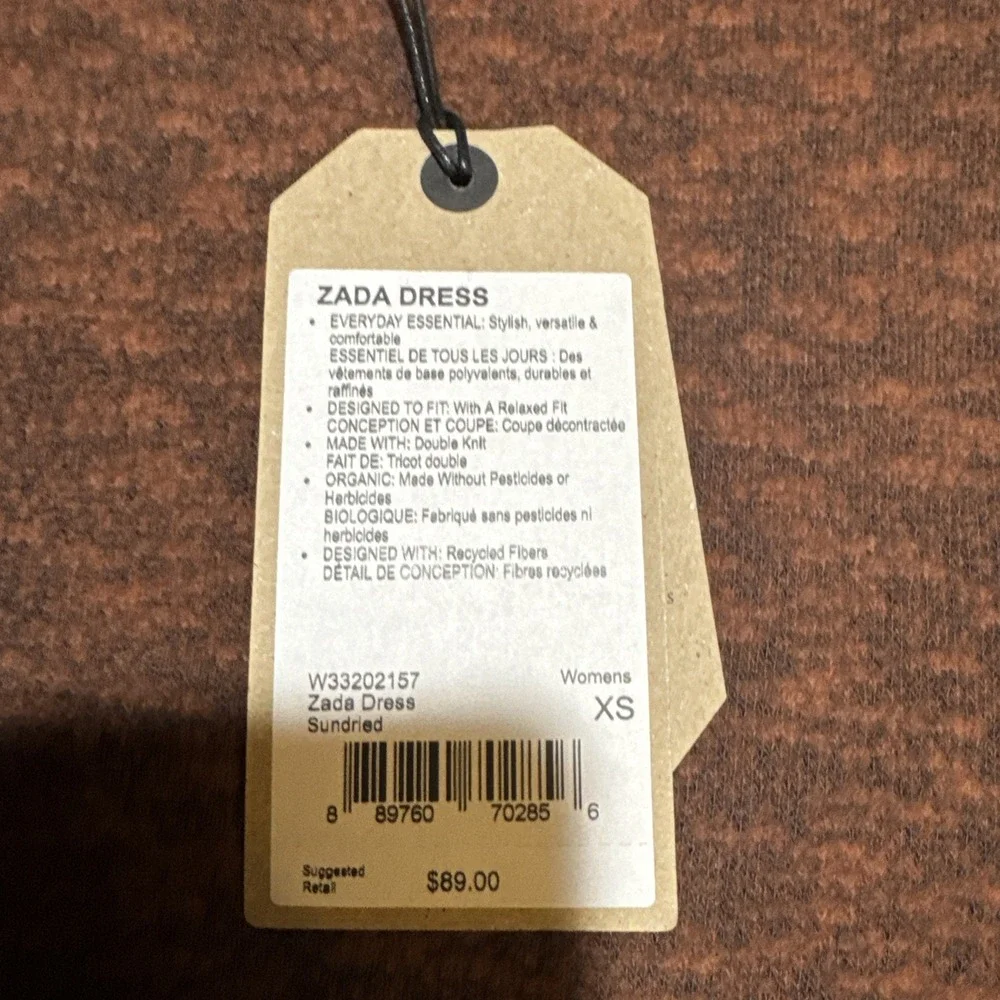 ZADA DRESS
• EVERYDAY ESSENTIAL: Stylish, versatile &
comfortable
ESSENTIEL DE TOUS LES JOURS : Des
vêtements de base polyvalents, durables et
raffinés
• DESIGNED TO FIT: With A Relaxed Fit
CONCEPTION ET COUPE: Coupe décontractée
• MADE WITH: Double Knit
FAIT DE: Tricot double
• ORGANIC: Made Without Pesticides or
Herbicides
BIOLOGIQUE: Fabriqué sans pesticides ni
herbicides
• DESIGNED WITH: Recycled Fibers
DÉTAIL DE CONCEPTION: Fibres recyclées
s
W33202157 Womens
Zada Dress XS
Sundried
8 89760 70285 6
Suggested
Retail $89.00